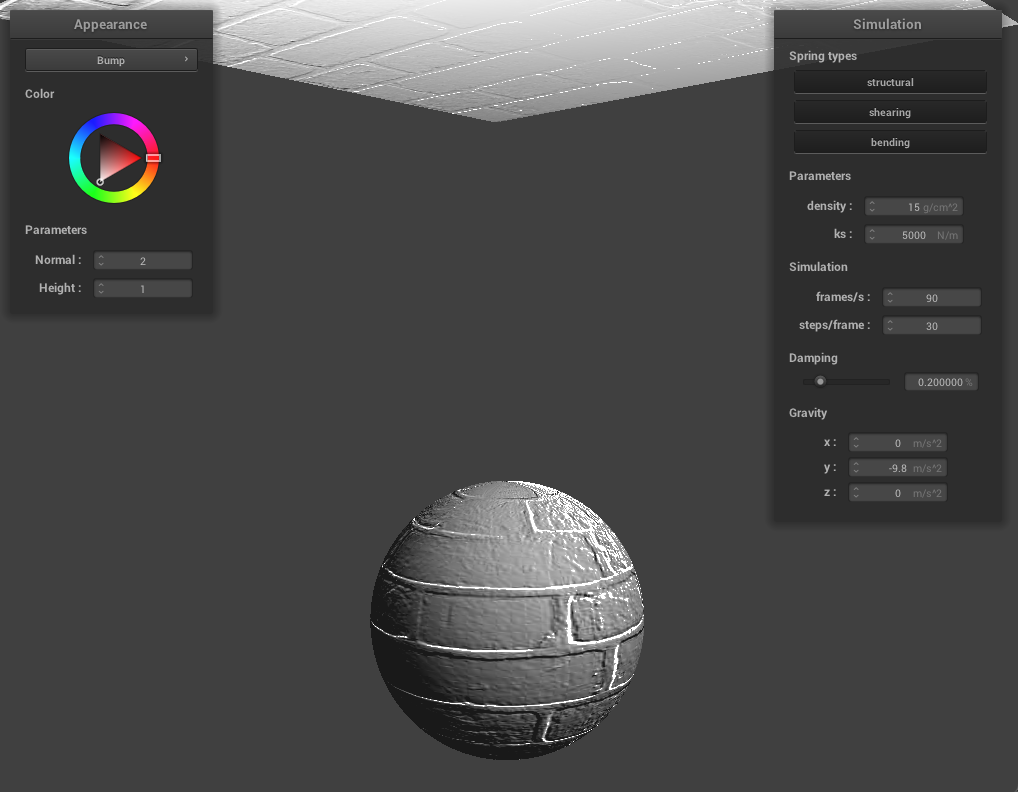 Appearance
Bump
Color
Parameters
Normal : 2
Height : 1
Simulation
Spring types
structural
shearing
bending
Parameters
density : 15 g/cm^2
ks : 5000 N/m
Simulation
frames/s : 90
steps/frame : 30
Damping
0.200000 %
Gravity
x : 0 m/s^2
y : -9.8 m/s^2
z : 0 m/s^2